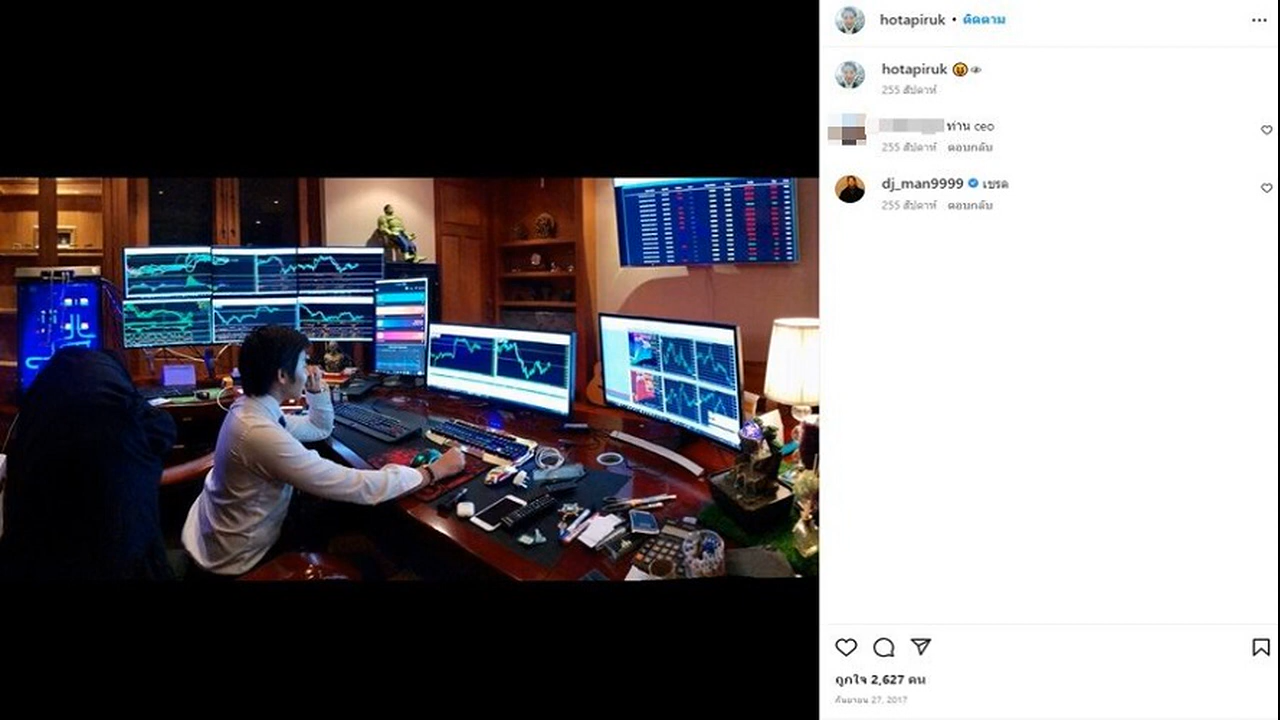 hotapiruk • ติดตาม
hotapiruk
255 สัปดาห์
ท่าน ceo
255 สัปดาห์ ตอบกลับ
dj_man9999 เชรด
255 สัปดาห์ ตอบกลับ
ถูกใจ 2,627 คน
กันยายน 27, 2017